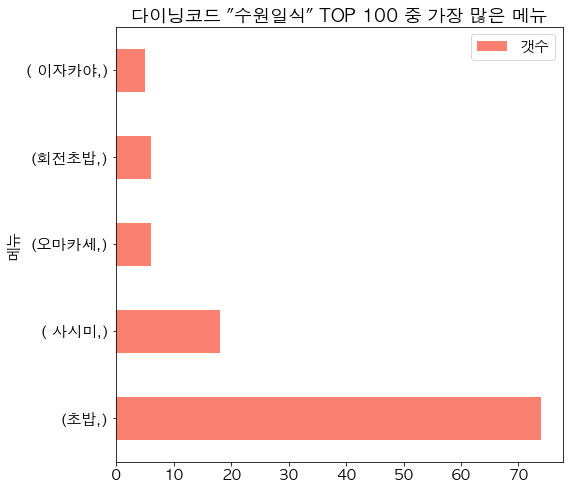 다이닝코드 "수원일식" TOP 100 중 가장 많은 메뉴
갯수
( 이자카야,)
(회전초밥,)
(오마카세,)
( 사시미,)
(초밥,)
메뉴
0 10 20 30 40 50 60 70